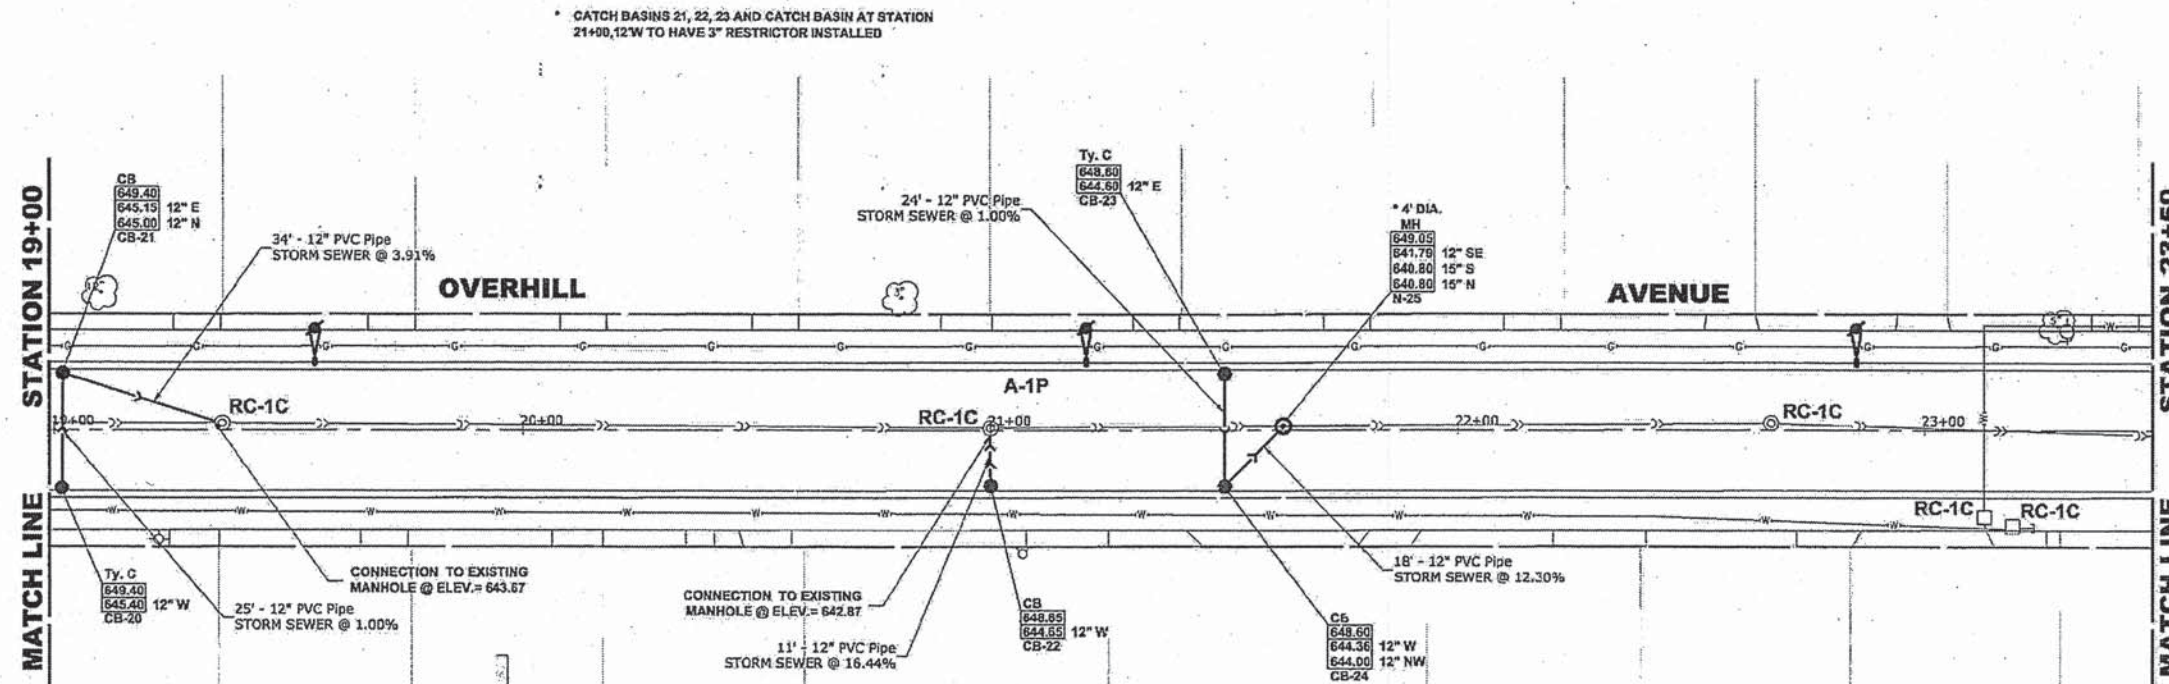 * CATCH BASINS 21, 22, 23 AND CATCH BASIN AT STATION
21+00,12'W TO HAVE 3" RESTRICTOR INSTALLED
CB
649.40
645.15 12" E
645.00 12" N
CB-21
34' - 12" PVC Pipe
STORM SEWER @ 3.91%
OVERHILL
24' - 12" PVC Pipe
STORM SEWER @ 1.00%
Ty. C
648.60
644.60 12" E
CB-23
* 4' DIA.
MH
649.05
641.79 12" SE
640.80 15" S
640.80 15" N
N-25
AVENUE
STATION 19+00
MATCH LINE
G G G G G G G G G G G G G G G G G
W
5"
A-1P
RC-1C
RC-1C
RC-1C
19+00
20+00
21+00
22+00
23+00
W
RC-1C
RC-1C
W W W W W W W W W W W W W W W
Ty. C
649.40
645.40 12" W
CB-20
25' - 12" PVC Pipe
STORM SEWER @ 1.00%
CONNECTION TO EXISTING
MANHOLE @ ELEV.= 643.67
CONNECTION TO EXISTING
MANHOLE @ ELEV.= 642.87
11' - 12" PVC Pipe
STORM SEWER @ 16.44%
CB
648.85
644.65 12" W
CB-22
18' - 12" PVC Pipe
STORM SEWER @ 12.30%
CB
648.60
644.36 12" W
644.00 12" NW
CB-24
STATION 23+50
MATCH LINE